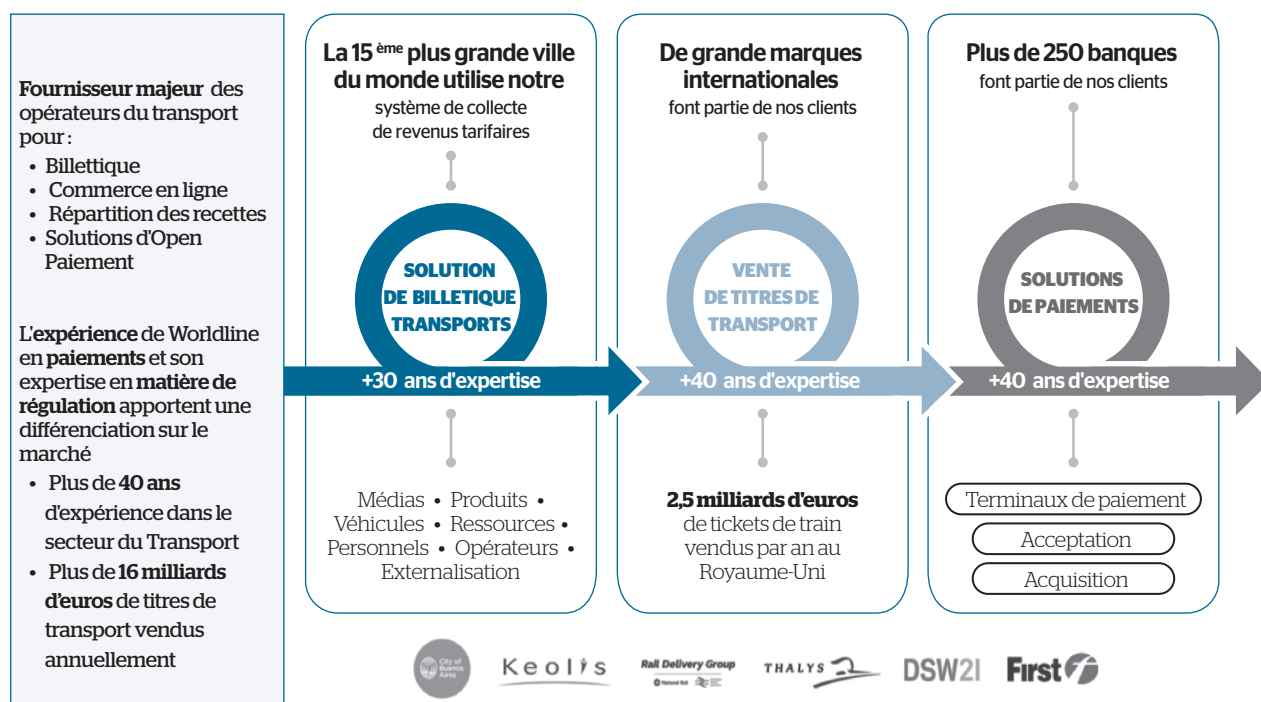 Fournisseur majeur des
opérateurs du transport
pour :
• Billettique
• Commerce en ligne
• Répartition des recettes
• Solutions d'Open
Paiement
L'expérience de Worldline
en paiements et son
expertise en matière de
régulation apportent une
différenciation sur le
marché
• Plus de 40 ans
d'expérience dans le
secteur du Transport
• Plus de 16 milliards
d'euros de titres de
transport vendus
annuellement
La 15 ème plus grande ville
du monde utilise notre
système de collecte
de revenus tarifaires
SOLUTION
DE BILLETIQUE
TRANSPORTS
+30 ans d'expertise
Médias • Produits •
Véhicules • Ressources •
Personnels • Opérateurs •
Externalisation
De grande marques
internationales
font partie de nos clients
VENTE
DE TITRES DE
TRANSPORT
+40 ans d'expertise
2,5 milliards d'euros
de tickets de train
vendus par an au
Royaume-Uni
Plus de 250 banques
font partie de nos clients
SOLUTIONS
DE PAIEMENTS
+40 ans d'expertise
Terminaux de paiement
Acceptation
Acquisition
City of
Buenos
Aires
Keolis
Rail Delivery Group
National Rail
THALYS
DSW21
First